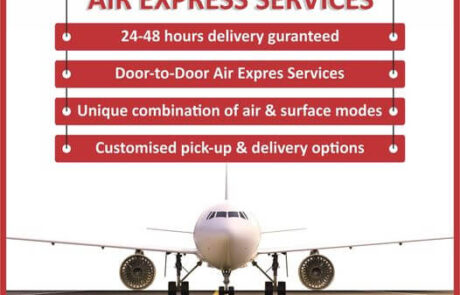 AIR EXPRESS SERVICES
24-48 hours delivery guranteed
Door-to-Door Air Expres Services
Unique combination of air & surface modes
Customised pick-up & delivery options